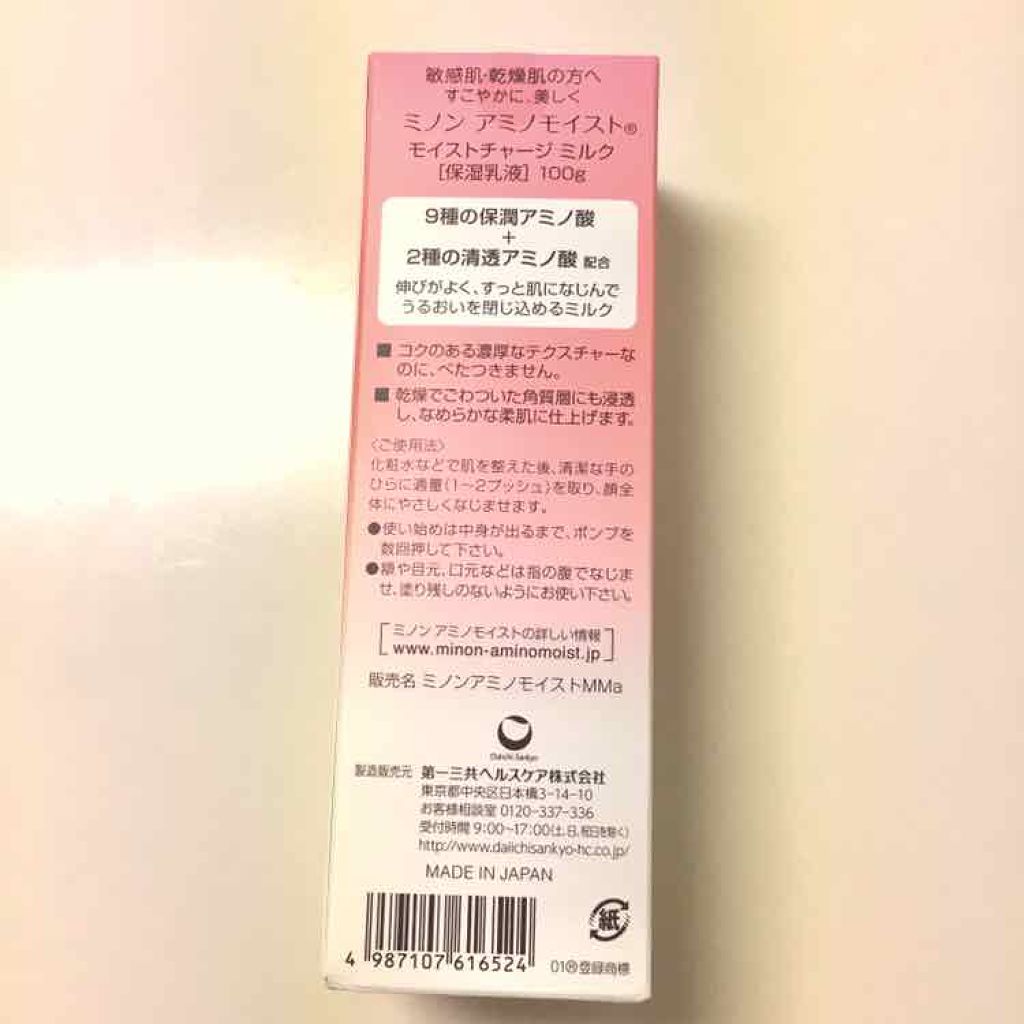 敏感肌・乾燥肌の方へ
すこやかに、美しく
ミノン アミノモイスト®
モイストチャージ ミルク
[保湿乳液] 100g
9種の保潤アミノ酸
+
2種の清透アミノ酸 配合
伸びがよく、すっと肌になじんで
うるおいを閉じ込めるミルク
■ コクのある濃厚なテクスチャーな
のに、べたつきません。
■ 乾燥でごわついた角質層にも浸透
し、なめらかな柔肌に仕上げます。
〈ご使用法〉
化粧水などで肌を整えた後、清潔な手の
ひらに適量(1〜2プッシュ)を取り、顔全
体にやさしくなじませます。
●使い始めは中身が出るまで、ポンプを
数回押して下さい。
●額や目元、口元などは指の腹でなじま
せ、塗り残しのないようにお使い下さい。
ミノン アミノモイストの詳しい情報
www.minon-aminomoist.jp
販売名 ミノンアミノモイストMMa
Daiichi-Sankyo
製造販売元 第一三共ヘルスケア株式会社
東京都中央区日本橋3-14-10
お客様相談室 0120-337-336
受付時間 9:00〜17:00(土、日、祝日を除く)
http://www.daiichisankyo-hc.co.jp/
MADE IN JAPAN
紙
4 987107 616524
01®登録商標